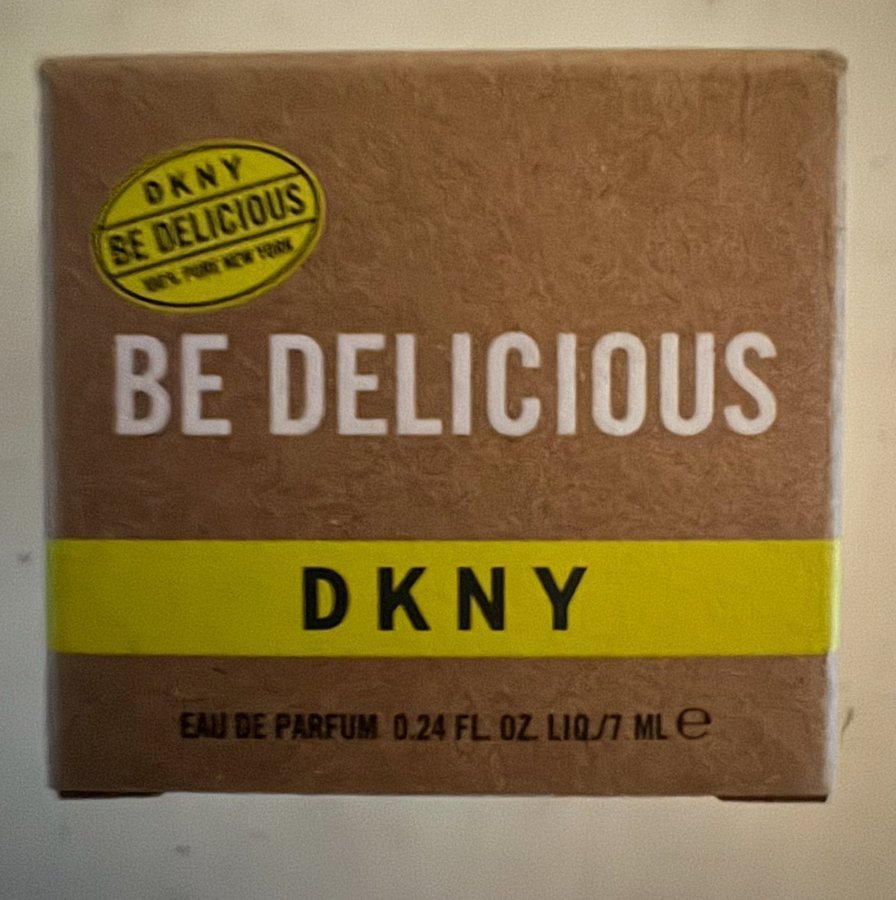 DKNY
BE DELICIOUS
100% PURE NEW YORK
BE DELICIOUS
DKNY
EAU DE PARFUM 0.24 FL. OZ. LIQ./7 ML ℮